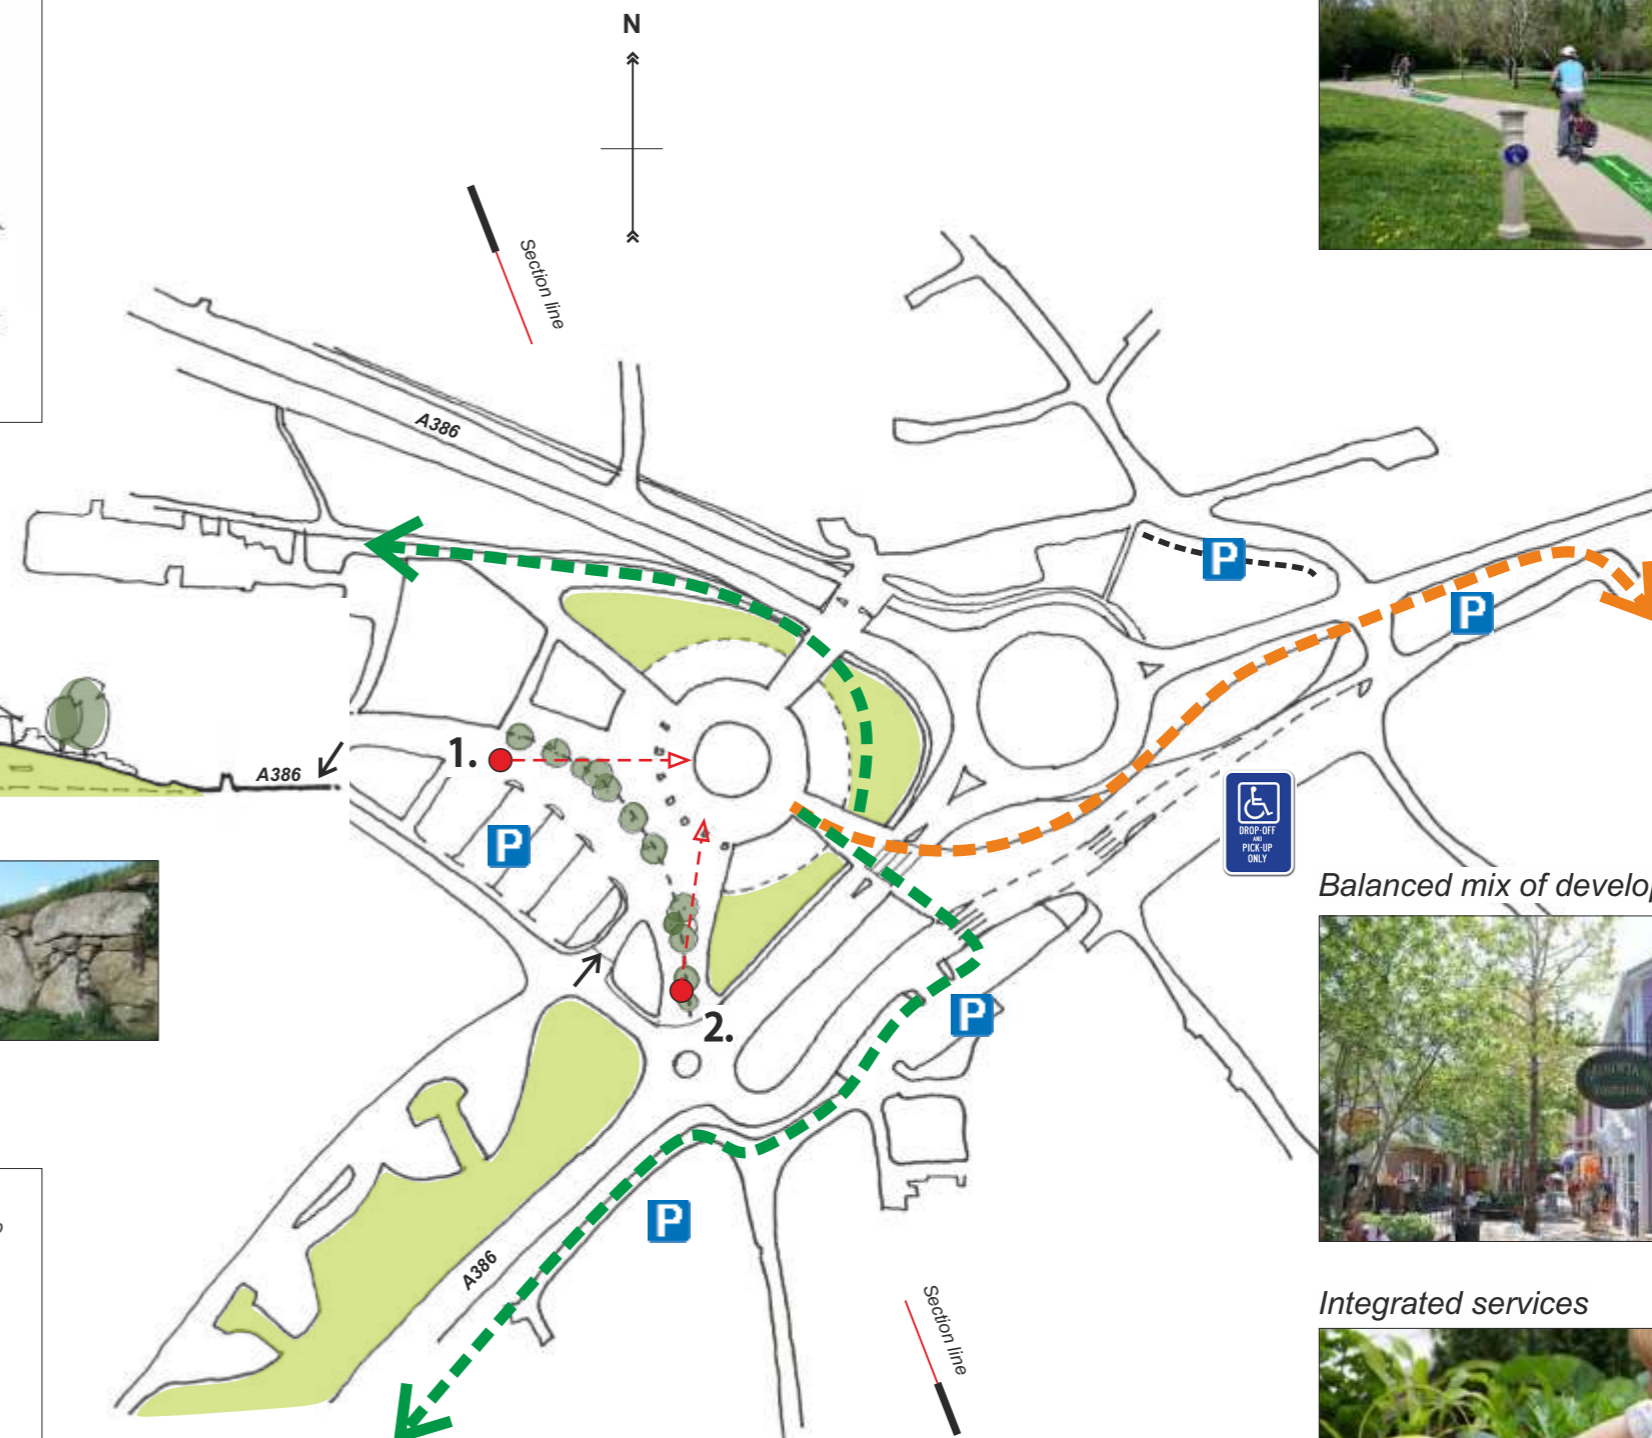 N
Section line
A386
P
P
1.
A386
P
DROP-OFF
AND
PICK-UP
ONLY
Balanced mix of develop
P
2.
P
A386
Section line
Integrated services